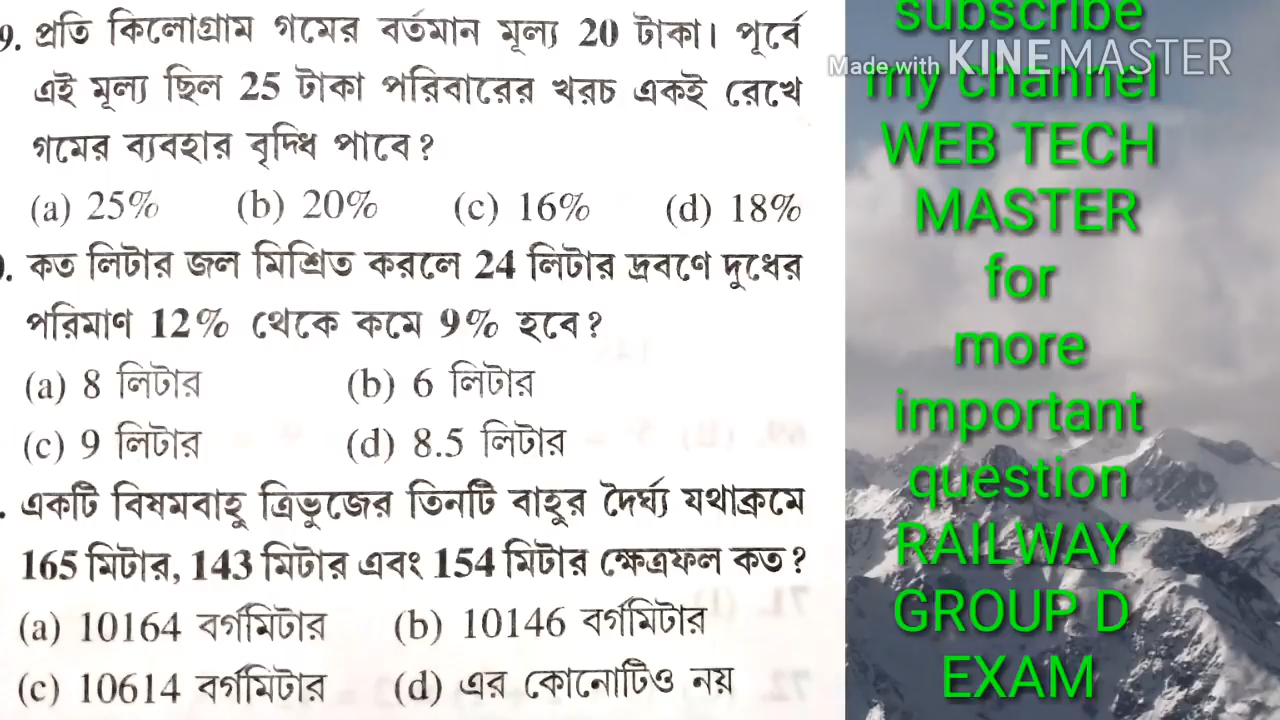 9. প্রতি কিলোগ্রাম গমের বর্তমান মূল্য 20 টাকা। পূর্বে
এই মূল্য ছিল 25 টাকা পরিবারের খরচ একই রেখে
গমের ব্যবহার বৃদ্ধি পাবে?
(a) 25% (b) 20% (c) 16% (d) 18%
. কত লিটার জল মিশ্রিত করলে 24 লিটার দ্রবণে দুধের
পরিমাণ 12% থেকে কমে 9% হবে?
(a) 8 লিটার (b) 6 লিটার
(c) 9 লিটার (d) 8.5 লিটার
. একটি বিষমবাহু ত্রিভুজের তিনটি বাহুর দৈর্ঘ্য যথাক্রমে
165 মিটার, 143 মিটার এবং 154 মিটার ক্ষেত্রফল কত?
(a) 10164 বর্গমিটার (b) 10146 বর্গমিটার
(c) 10614 বর্গমিটার (d) এর কোনোটিও নয়
subscribe
Made with KINEMASTER
my channel
WEB TECH
MASTER
for
more
important
question
RAILWAY
GROUP D
EXAM